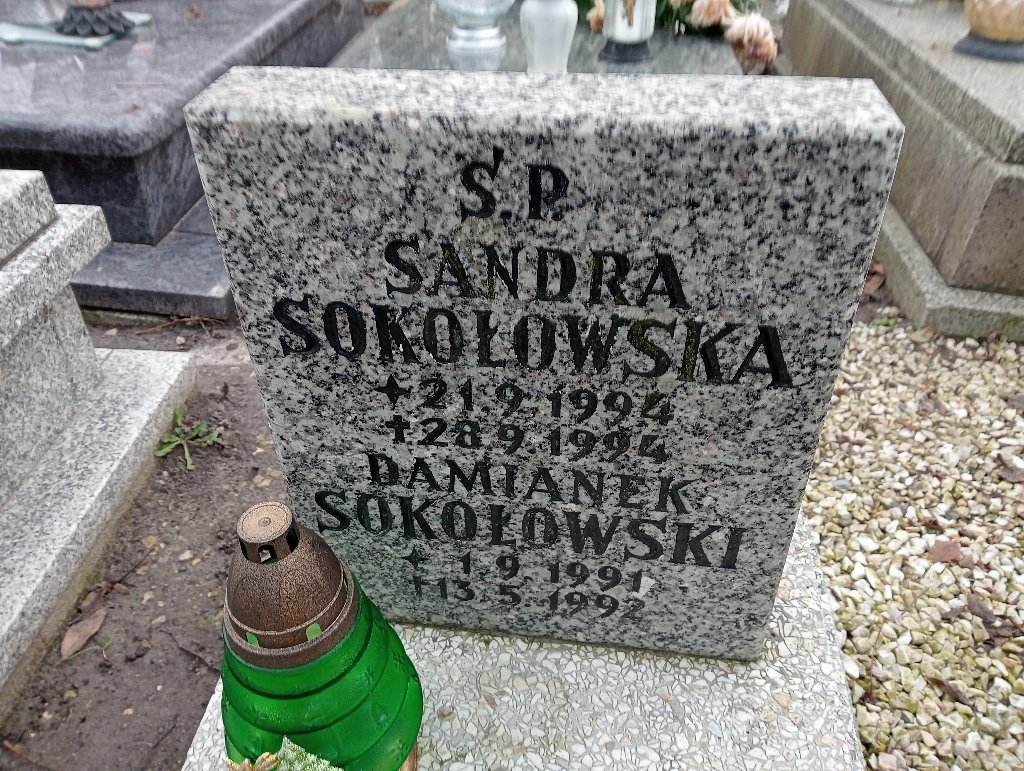 Ś.P.
SANDRA
SOKOŁOWSKA
✦ 21.9.1994
† 28.9.1994
DAMIANEK
SOKOŁOWSKI
✦ 1.9.1991
† 13.5.1992